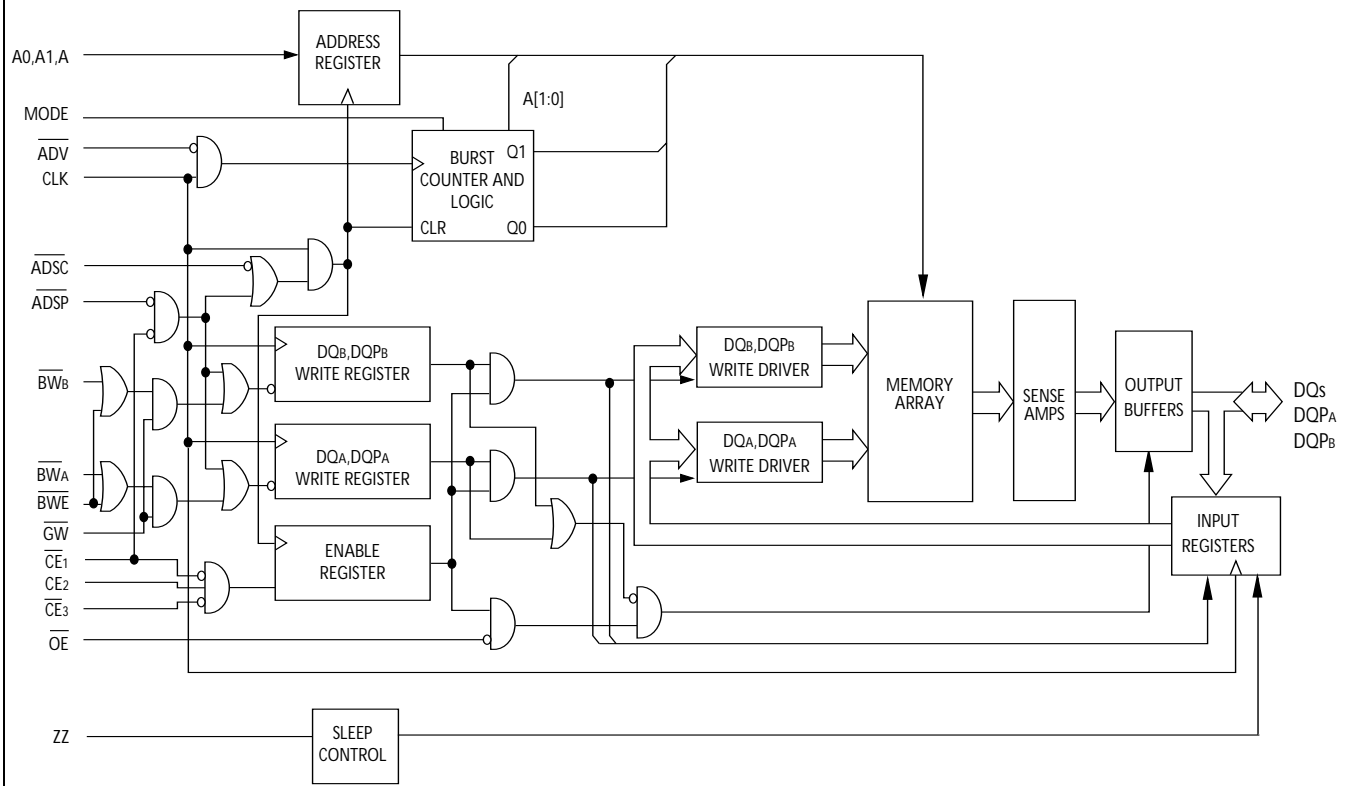 A0,A1,A
ADDRESS
REGISTER
MODE
A[1:0]
ADV
CLK
BURST
COUNTER AND
LOGIC
Q1
CLR
Q0
ADSC
ADSP
DQB,DQPB
WRITE REGISTER
DQB,DQPB
WRITE DRIVER
MEMORY
ARRAY
SENSE
AMPS
OUTPUT
BUFFERS
DQs
DQPA
DQPB
BWB
DQA,DQPA
WRITE REGISTER
DQA,DQPA
WRITE DRIVER
BWA
BWE
GW
CE1
CE2
CE3
ENABLE
REGISTER
INPUT
REGISTERS
OE
ZZ
SLEEP
CONTROL